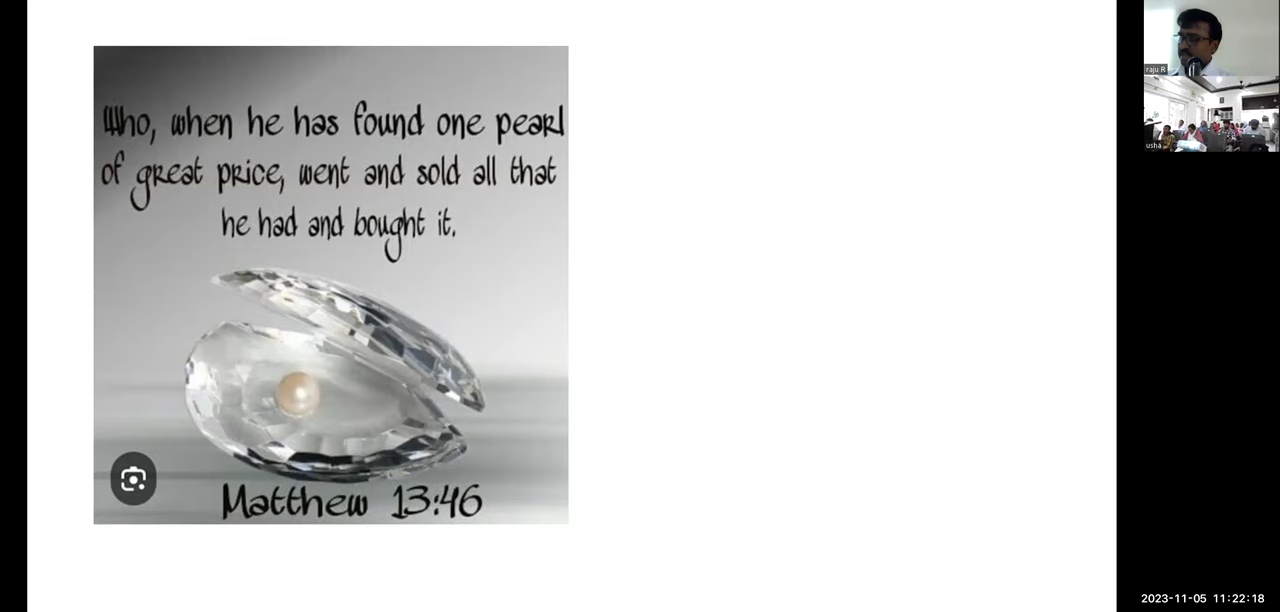 Who, when he has found one pearl
of great price, went and sold all that
he had and bought it.
Matthew 13:46
raju R
usha
2023-11-05 11:22:18